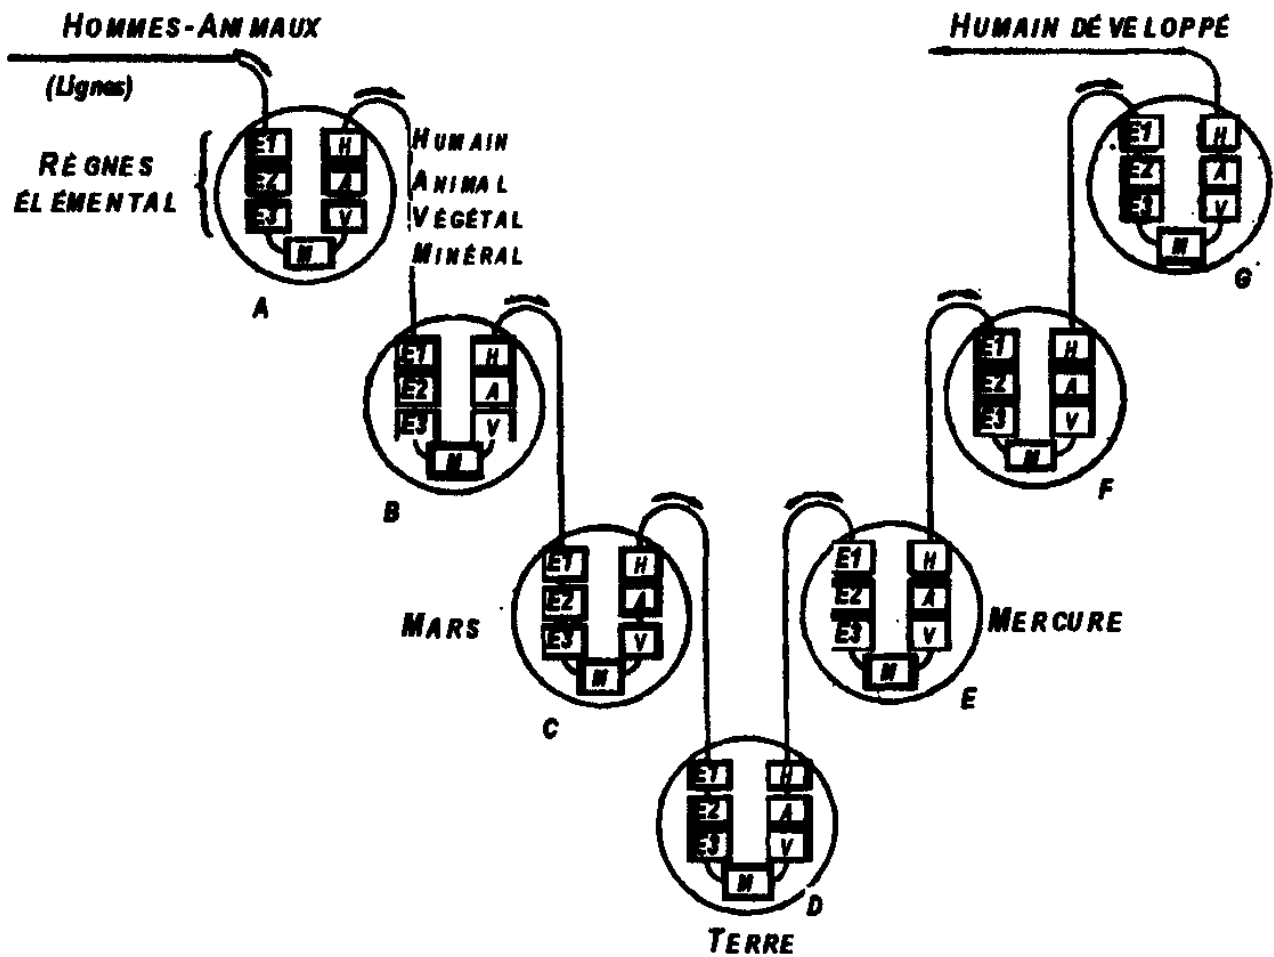 HOMMES-ANIMAUX
(Lignes)
RÈGNES
ÉLÉMENTAL
E1 H HUMAIN
E2 A ANIMAL
E3 V VÉGÉTAL
M MINÉRAL
A
E1 H
E2 A
E3 V
M
B
MARS
E1 H
E2 A
E3 V
M
C
E1 H
E2 A
E3 V
M
D
TERRE
E1 H
E2 A
E3 V
M
MERCURE
E
E1 H
E2 A
E3 V
M
F
HUMAIN DÉVELOPPÉ
E1 H
E2 A
E3 V
M
G